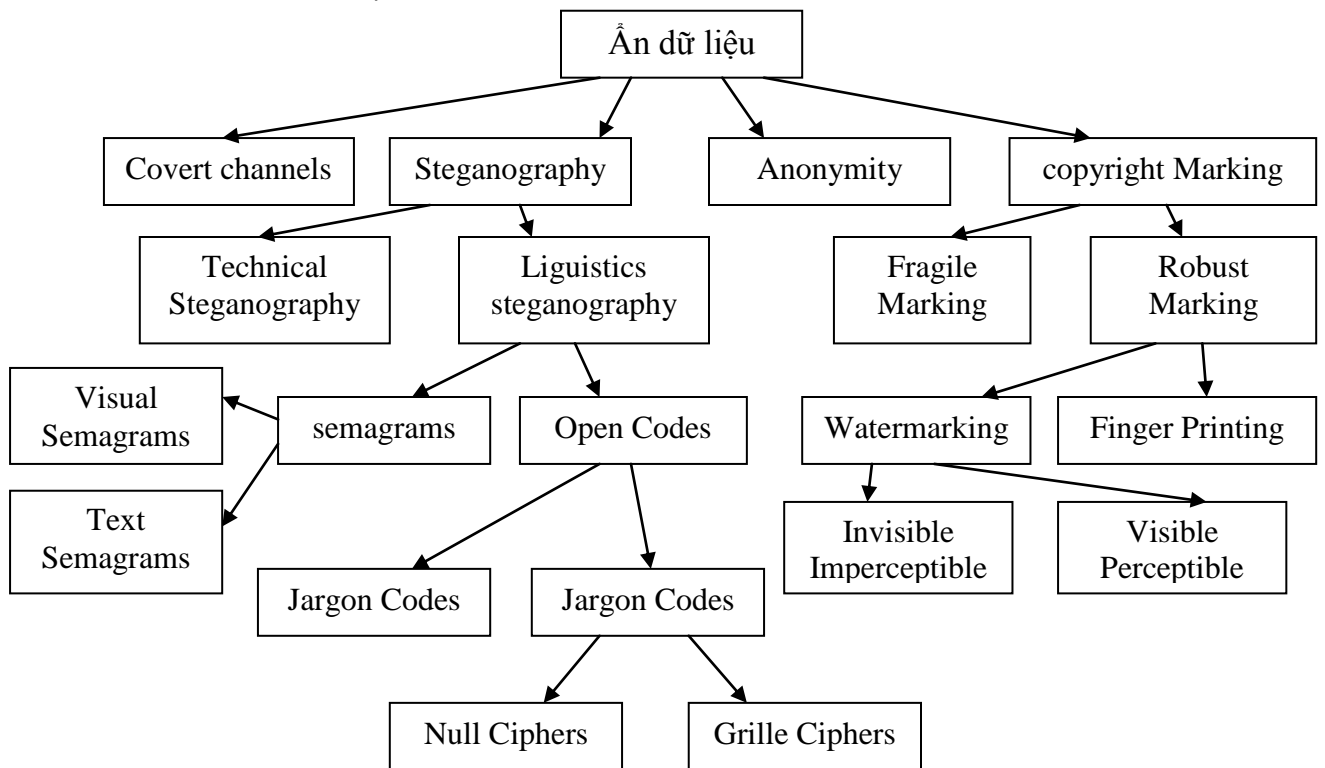 Ẩn dữ liệu
Covert channels
Steganography
Anonymity
copyright Marking
Technical
Steganography
Liguistics
steganography
Fragile
Marking
Robust
Marking
Visual
Semagrams
semagrams
Open Codes
Watermarking
Finger Printing
Text
Semagrams
Invisible
Imperceptible
Visible
Perceptible
Jargon Codes
Jargon Codes
Null Ciphers
Grille Ciphers